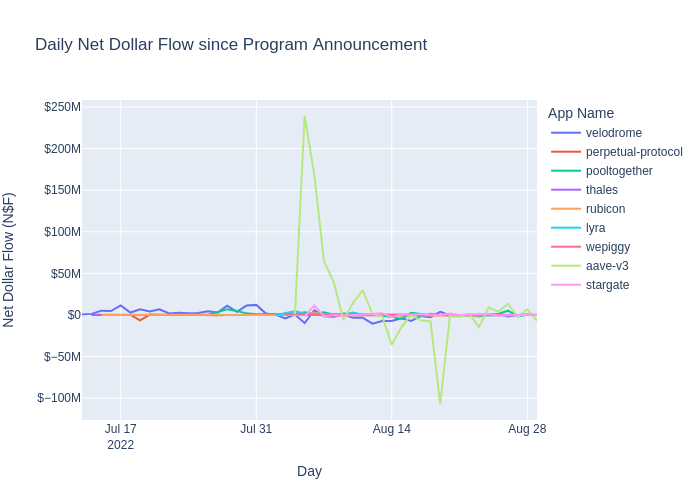 Daily Net Dollar Flow since Program Announcement
Net Dollar Flow (N$F)
$250M
$200M
$150M
$100M
$50M
$0
$−50M
$−100M
Jul 17
2022
Jul 31
Aug 14
Aug 28
Day
App Name
velodrome
perpetual-protocol
pooltogether
thales
rubicon
lyra
wepiggy
aave-v3
stargate